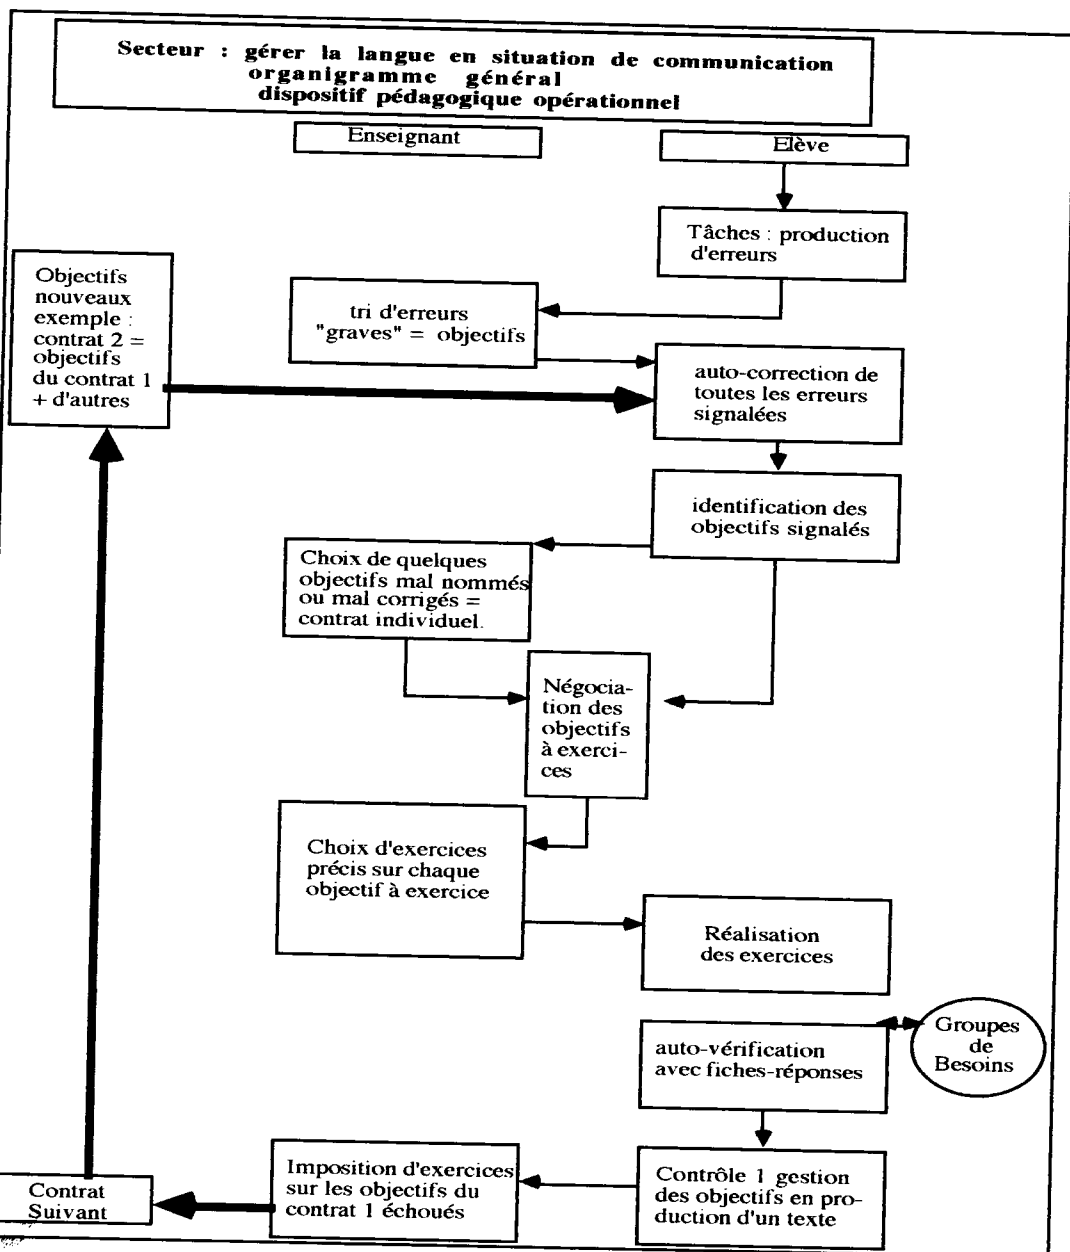 Secteur : gérer la langue en situation de communication
organigramme général
dispositif pédagogique opérationnel
Enseignant
Elève
Tâches : production
d'erreurs
Objectifs
nouveaux
exemple :
contrat 2 =
objectifs
du contrat 1
+ d'autres
tri d'erreurs
"graves" = objectifs
auto-correction de
toutes les erreurs
signalées
identification des
objectifs signalés
Choix de quelques
objectifs mal nommés
ou mal corrigés =
contrat individuel.
Négocia-
tion des
objectifs
à exerci-
ces
Choix d'exercices
précis sur chaque
objectif à exercice
Réalisation
des exercices
auto-vérification
avec fiches-réponses
Groupes
de
Besoins
Contrôle 1 gestion
des objectifs en pro-
duction d'un texte
Imposition d'exercices
sur les objectifs du
contrat 1 échoués
Contrat
Suivant